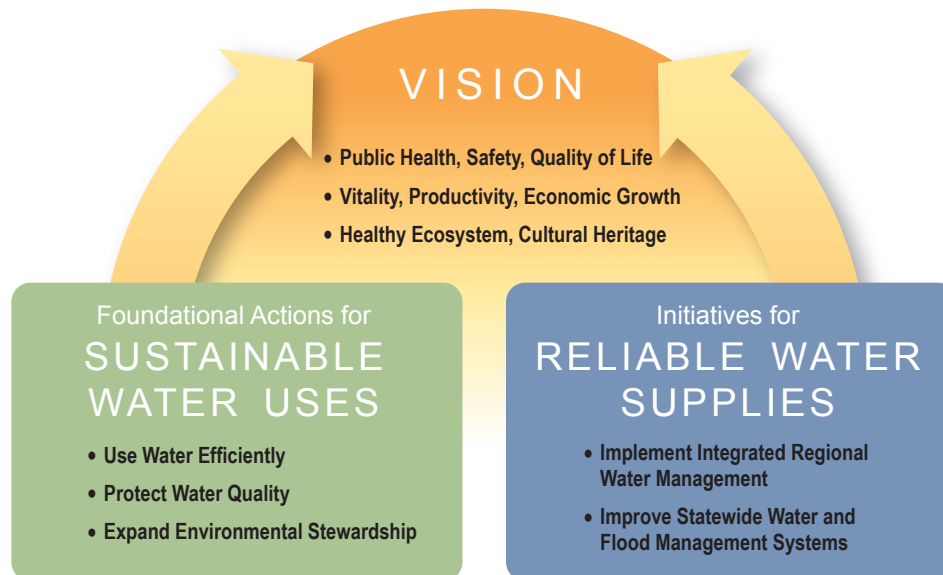 VISION
• Public Health, Safety, Quality of Life
• Vitality, Productivity, Economic Growth
• Healthy Ecosystem, Cultural Heritage
Foundational Actions for
SUSTAINABLE
WATER USES
• Use Water Efficiently
• Protect Water Quality
• Expand Environmental Stewardship
Initiatives for
RELIABLE WATER
SUPPLIES
• Implement Integrated Regional
Water Management
• Improve Statewide Water and
Flood Management Systems